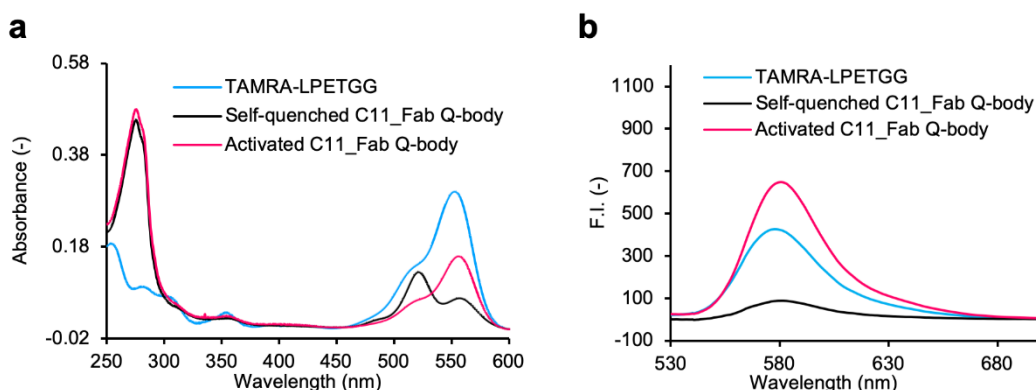 a
0.58
0.38
0.18
-0.02
Absorbance (-)
TAMRA-LPETGG
Self-quenched C11_Fab Q-body
Activated C11_Fab Q-body
250 300 350 400 450 500 550 600
Wavelength (nm)
b
1100
900
700
500
300
100
-100
F.I. (-)
TAMRA-LPETGG
Self-quenched C11_Fab Q-body
Activated C11_Fab Q-body
530 580 630 680
Wavelength (nm)